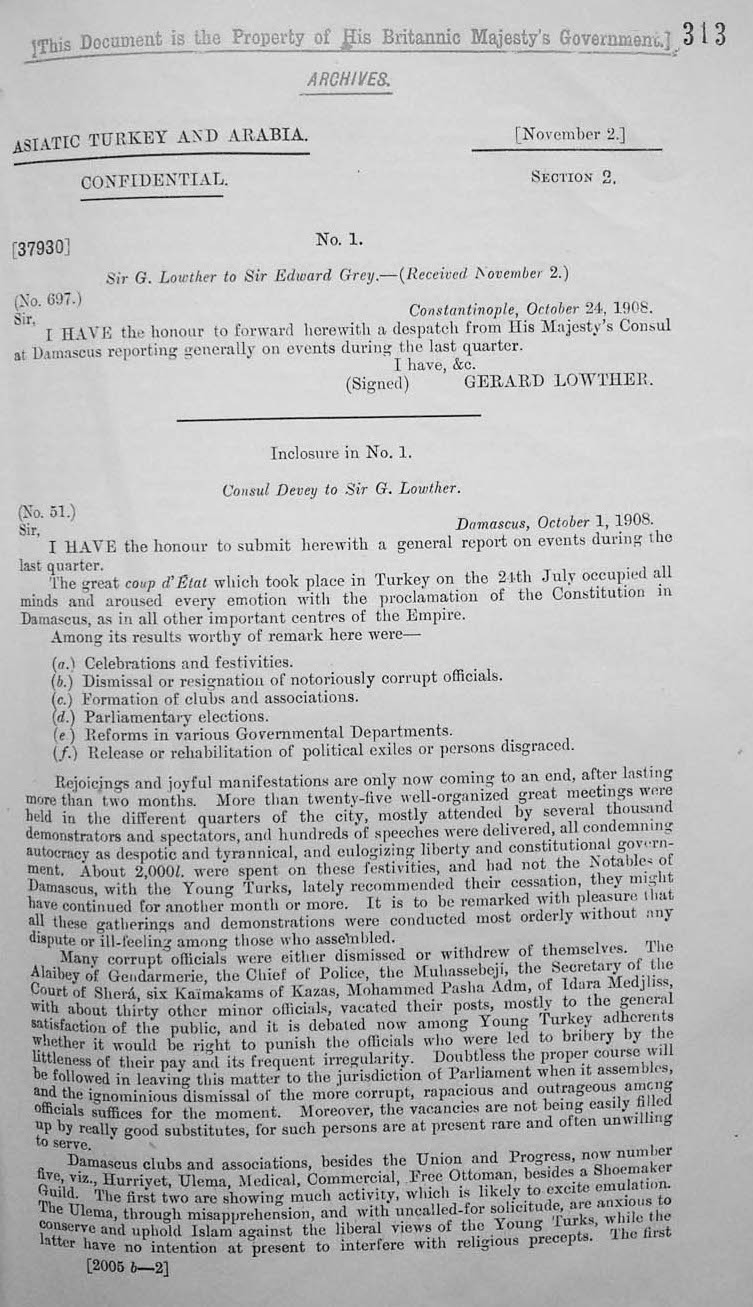 [This Document is the Property of His Britannic Majesty's Government.] 313
ARCHIVES.
ASIATIC TURKEY AND ARABIA.
[November 2.]
CONFIDENTIAL.
SECTION 2.
[37930]
No. 1.
Sir G. Lowther to Sir Edward Grey.—(Received November 2.)
(No. 697.)
Constantinople, October 24, 1908.
Sir,
I HAVE the honour to forward herewith a despatch from His Majesty's Consul
at Damascus reporting generally on events during the last quarter.
I have, &c.
(Signed) GERARD LOWTHER.
Inclosure in No. 1.
Consul Devey to Sir G. Lowther.
(No. 51.)
Damascus, October 1, 1908.
Sir,
I HAVE the honour to submit herewith a general report on events during the
last quarter.
The great coup d'État which took place in Turkey on the 24th July occupied all
minds and aroused every emotion with the proclamation of the Constitution in
Damascus, as in all other important centres of the Empire.
Among its results worthy of remark here were—
(a.) Celebrations and festivities.
(b.) Dismissal or resignation of notoriously corrupt officials.
(c.) Formation of clubs and associations.
(d.) Parliamentary elections.
(e.) Reforms in various Governmental Departments.
(f.) Release or rehabilitation of political exiles or persons disgraced.
Rejoicings and joyful manifestations are only now coming to an end, after lasting
more than two months. More than twenty-five well-organized great meetings were
held in the different quarters of the city, mostly attended by several thousand
demonstrators and spectators, and hundreds of speeches were delivered, all condemning
autocracy as despotic and tyrannical, and eulogizing liberty and constitutional govern-
ment. About 2,000l. were spent on these festivities, and had not the Notables of
Damascus, with the Young Turks, lately recommended their cessation, they might
have continued for another month or more. It is to be remarked with pleasure that
all these gatherings and demonstrations were conducted most orderly without any
dispute or ill-feeling among those who assembled.
Many corrupt officials were either dismissed or withdrew of themselves. The
Alaibey of Gendarmerie, the Chief of Police, the Muhassebeji, the Secretary of the
Court of Sherá, six Kaïmakams of Kazas, Mohammed Pasha Adm, of Idara Medjliss,
with about thirty other minor officials, vacated their posts, mostly to the general
satisfaction of the public, and it is debated now among Young Turkey adherents
whether it would be right to punish the officials who were led to bribery by the
littleness of their pay and its frequent irregularity. Doubtless the proper course will
be followed in leaving this matter to the jurisdiction of Parliament when it assembles,
and the ignominious dismissal of the more corrupt, rapacious and outrageous among
officials suffices for the moment. Moreover, the vacancies are not being easily filled
up by really good substitutes, for such persons are at present rare and often unwilling
to serve.
Damascus clubs and associations, besides the Union and Progress, now number
five, viz., Hurriyet, Ulema, Medical, Commercial, Free Ottoman, besides a Shoemaker
Guild. The first two are showing much activity, which is likely to excite emulation.
The Ulema, through misapprehension, and with uncalled-for solicitude, are anxious to
conserve and uphold Islam against the liberal views of the Young Turks, while the
latter have no intention at present to interfere with religious precepts. The first
[2005 b—2]